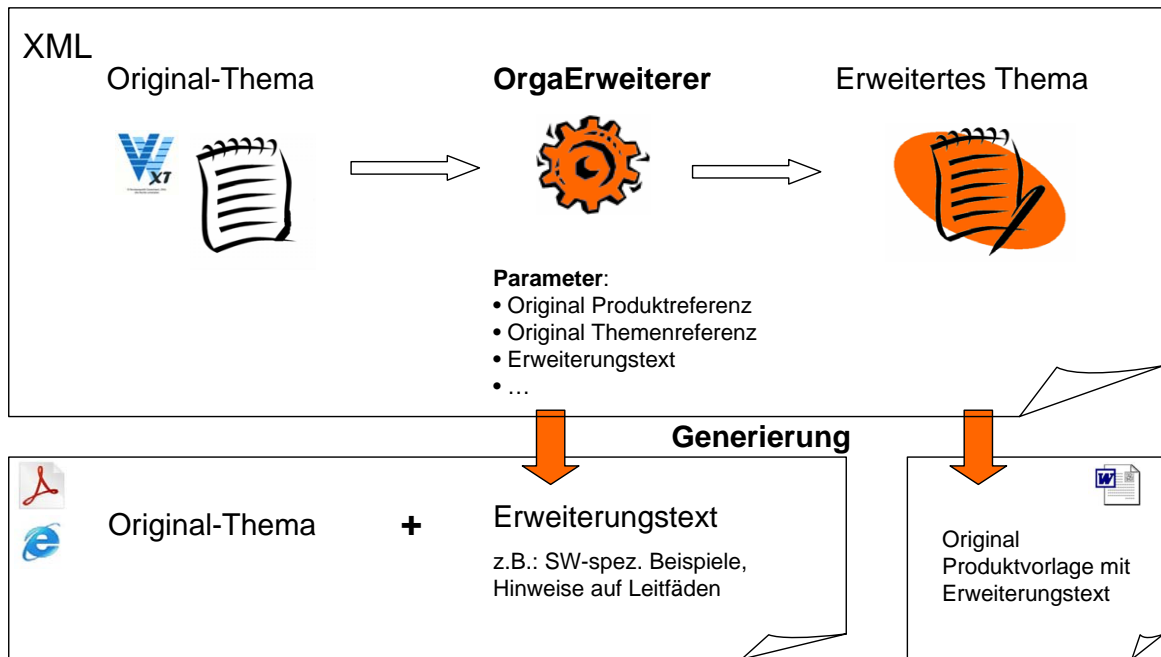 XML
Original-Thema
OrgaErweiterer
Erweitertes Thema
XT
Parameter:
• Original Produktreferenz
• Original Themenreferenz
• Erweiterungstext
• …
Generierung
Original-Thema
+
Erweiterungstext
z.B.: SW-spez. Beispiele,
Hinweise auf Leitfäden
W
Original
Produktvorlage mit
Erweiterungstext